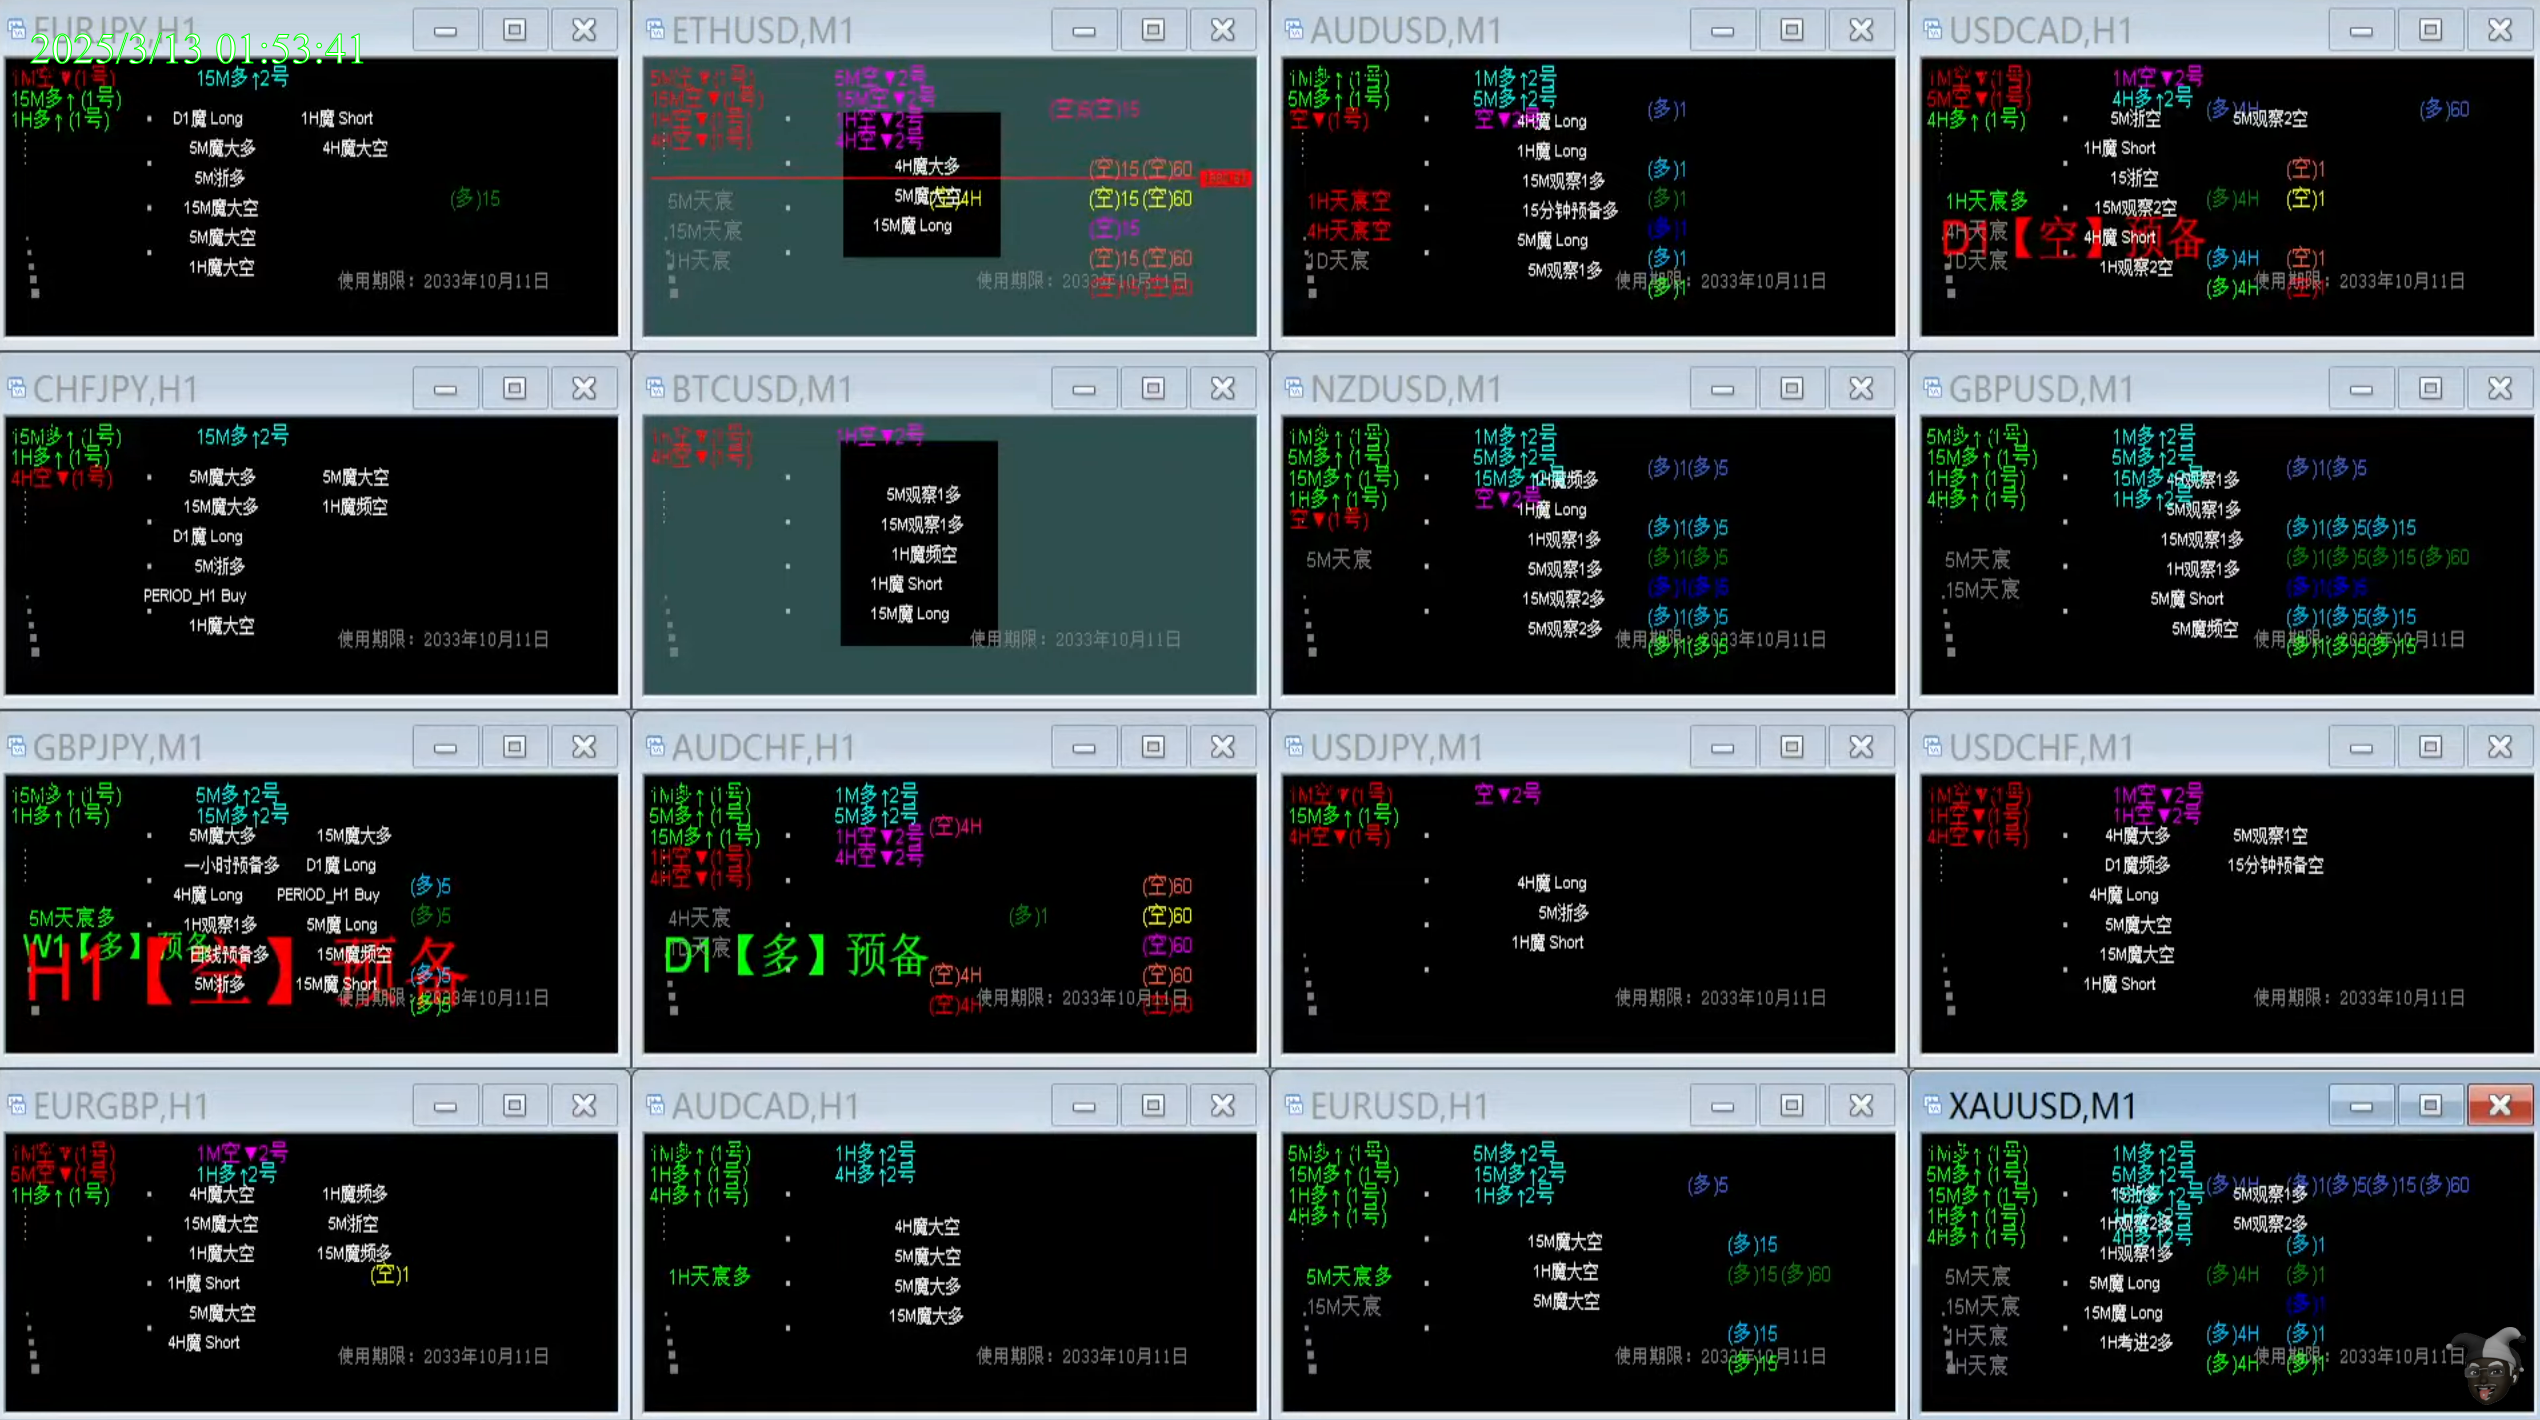 EURJPY,H1
2025/3/13 01:53:41
1M空▼(1号)
15M多↑2号
15M多↑(1号)
1H多↑(1号)
D1魔 Long
1H魔 Short
5M魔大多
4H魔大空
5M浙多
15M魔大空
(多)15
5M魔大空
1H魔大空
使用期限：2033年10月11日
ETHUSD,M1
5M空▼(1号)
5M空▼2号
15M空▼(1号)
15M空▼2号
1H空▼(1号)
1H空▼2号
4H空▼(1号)
4H空▼2号
4H魔大多
(空)15(空)60
5M天宸
5M魔大空
(空)4H
(空)15(空)60
15M魔 Long
(空)15
15M天宸
1H天宸
(空)15(空)60
使用期限：2033年10月11日
AUDUSD,M1
1M多↑(1号)
1M多↑2号
5M多↑(1号)
5M多↑2号
(多)1
空▼(1号)
空▼2号
4H魔 Long
1H魔 Long
(多)1
15M观察1多
1H天宸空
(多)1
15分钟预备多
4H天宸空
(多)1
5M魔 Long
1D天宸
(多)1
5M观察1多
使用期限：2033年10月11日
(多)1
USDCAD,H1
1M空▼(1号)
1M空▼2号
5M空▼(1号)
4H多↑2号
(多)4H
(多)60
4H多↑(1号)
5M浙空
5M观察2空
1H魔 Short
(空)1
15浙空
1H天宸多
(多)4H
(空)1
15M观察2空
4H天宸
D1【空】预备
4H魔 Short
1D天宸
1H观察2空
(多)4H
(空)1
使用期限：2033年10月11日
(多)4H
(空)1
CHFJPY,H1
15M多↑(1号)
15M多↑2号
1H多↑(1号)
4H空▼(1号)
5M魔大多
5M魔大空
15M魔大多
1H魔频空
D1魔 Long
5M浙多
PERIOD_H1 Buy
1H魔大空
使用期限：2033年10月11日
BTCUSD,M1
1H空▼2号
4H空▼(1号)
5M观察1多
15M观察1多
1H魔频空
1H魔 Short
15M魔 Long
使用期限：2033年10月11日
NZDUSD,M1
1M多↑(1号)
1M多↑2号
5M多↑(1号)
5M多↑2号
(多)1(多)5
15M多↑(1号)
15M多↑2号
1H魔频多
1H多↑(1号)
空▼2号
1H魔 Long
空▼(1号)
(多)1(多)5
1H观察1多
5M天宸
(多)1(多)5
5M观察1多
(多)1(多)5
15M观察2多
(多)1(多)5
5M观察2多
使用期限：2033年10月11日
(多)1(多)5
GBPUSD,M1
5M多↑(1号)
1M多↑2号
15M多↑(1号)
5M多↑2号
(多)1(多)5
1H多↑(1号)
15M多↑2号
4H观察1多
4H多↑(1号)
1H多↑2号
5M观察1多
(多)1(多)5(多)15
15M观察1多
5M天宸
(多)1(多)5(多)15(多)60
1H观察1多
15M天宸
(多)1(多)5
5M魔 Short
(多)1(多)5(多)15
5M魔频空
使用期限：2033年10月11日
(多)1(多)5(多)15
GBPJPY,M1
15M多↑(1号)
5M多↑2号
1H多↑(1号)
15M多↑2号
5M魔大多
15M魔大多
一小时预备多
D1魔 Long
4H魔 Long
PERIOD_H1 Buy
(多)5
5M天宸多
1H观察1多
5M魔 Long
(多)5
W1【多】预备
日线预备多
15M魔频空
H1【空】预备
(多)5
5M浙多
15M魔 Short
使用期限：2033年10月11日
(多)5
AUDCHF,H1
1M多↑(1号)
1M多↑2号
5M多↑(1号)
5M多↑2号
15M多↑(1号)
1H空▼2号
(空)4H
1H空▼(1号)
4H空▼2号
4H空▼(1号)
(空)60
4H天宸
(多)1
(空)60
1D天宸
D1【多】预备
(空)60
(空)4H
(空)60
(空)4H
使用期限：2033年10月11日
(空)60
USDJPY,M1
1M空▼(1号)
空▼2号
15M多↑(1号)
4H空▼(1号)
4H魔 Long
5M浙多
1H魔 Short
使用期限：2033年10月11日
USDCHF,M1
1M空▼(1号)
1M空▼2号
1H空▼(1号)
1H空▼2号
4H空▼(1号)
4H魔大多
5M观察1空
D1魔频多
15分钟预备空
4H魔 Long
5M魔大空
15M魔大空
1H魔 Short
使用期限：2033年10月11日
EURGBP,H1
1M空▼(1号)
1M空▼2号
5M空▼(1号)
1H多↑2号
1H多↑(1号)
4H魔大空
1H魔频多
15M魔大空
5M浙空
1H魔大空
15M魔频多
(空)1
1H魔 Short
5M魔大空
4H魔 Short
使用期限：2033年10月11日
AUDCAD,H1
1M多↑(1号)
1H多↑2号
1H多↑(1号)
4H多↑2号
4H多↑(1号)
4H魔大空
5M魔大空
1H天宸多
5M魔大多
15M魔大多
使用期限：2033年10月11日
EURUSD,H1
5M多↑(1号)
5M多↑2号
15M多↑(1号)
15M多↑2号
(多)5
1H多↑(1号)
1H多↑2号
4H多↑(1号)
15M魔大空
(多)15
5M天宸多
1H魔大空
(多)15(多)60
15M天宸
5M魔大空
(多)15
使用期限：2033年10月11日
(多)15
XAUUSD,M1
1M多↑(1号)
1M多↑2号
5M多↑(1号)
5M多↑2号
(多)4H
(多)1(多)5(多)15(多)60
15M多↑(1号)
15浙多
5M观察1多
1H多↑(1号)
1H观察2多
5M观察2多
4H多↑(1号)
4H多↑2号
(多)1
1H观察1多
5M天宸
5M魔 Long
(多)4H
(多)1
15M天宸
15M魔 Long
(多)1
1H天宸
1H考进2多
(多)4H
(多)1
4H天宸
(多)4H
(多)1
使用期限：2033年10月11日